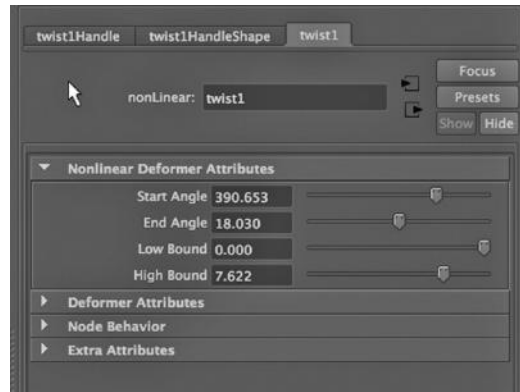 twist1Handle twist1HandleShape twist1
Focus
nonLinear: twist1
Presets
Show Hide
Nonlinear Deformer Attributes
Start Angle 390.653
End Angle 18.030
Low Bound 0.000
High Bound 7.622
Deformer Attributes
Node Behavior
Extra Attributes